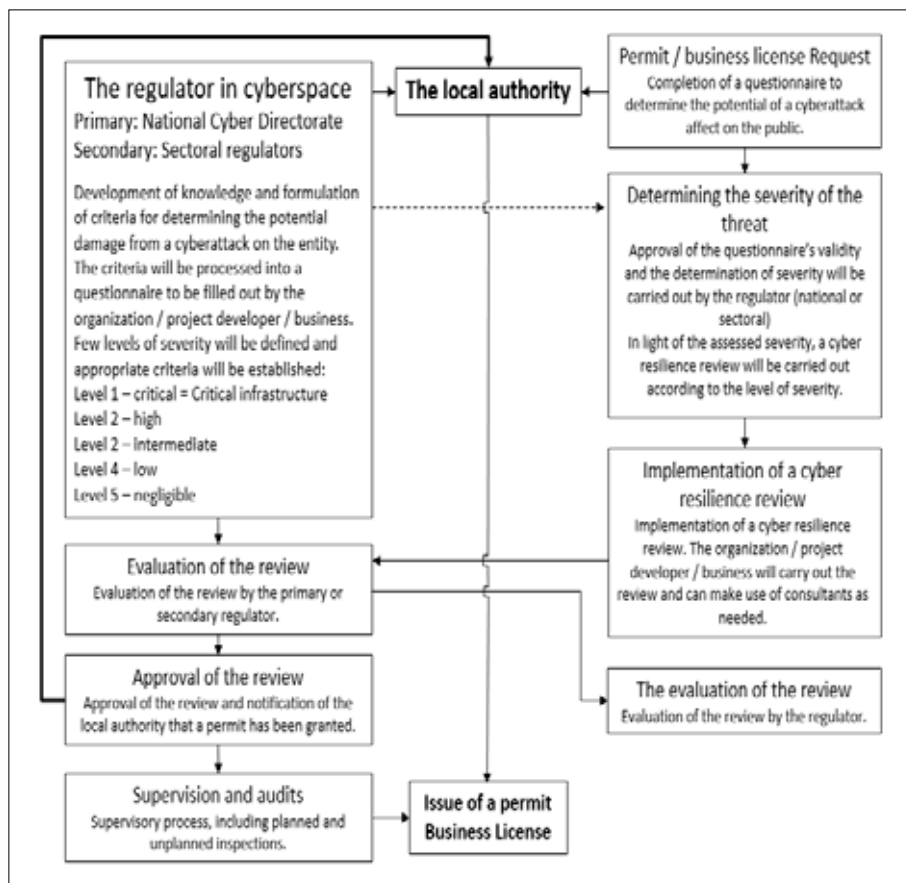 The regulator in cyberspace
Primary: National Cyber Directorate
Secondary: Sectoral regulators
Development of knowledge and formulation
of criteria for determining the potential
damage from a cyberattack on the entity.
The criteria will be processed into a
questionnaire to be filled out by the
organization / project developer / business.
Few levels of severity will be defined and
appropriate criteria will be established:
Level 1 – critical = Critical infrastructure
Level 2 – high
Level 2 – intermediate
Level 4 – low
Level 5 – negligible
The local authority
Permit / business license Request
Completion of a questionnaire to
determine the potential of a cyberattack
affect on the public.
Determining the severity of the
threat
Approval of the questionnaire's validity
and the determination of severity will be
carried out by the regulator (national or
sectoral)
In light of the assessed severity, a cyber
resilience review will be carried out
according to the level of severity.
Implementation of a cyber
resilience review
Implementation of a cyber resilience
review. The organization / project
developer / business will carry out the
review and can make use of consultants as
needed.
Evaluation of the review
Evaluation of the review by the primary or
secondary regulator.
Approval of the review
Approval of the review and notification of the
local authority that a permit has been granted.
The evaluation of the review
Evaluation of the review by the regulator.
Supervision and audits
Supervisory process, including planned and
unplanned inspections.
Issue of a permit
Business License